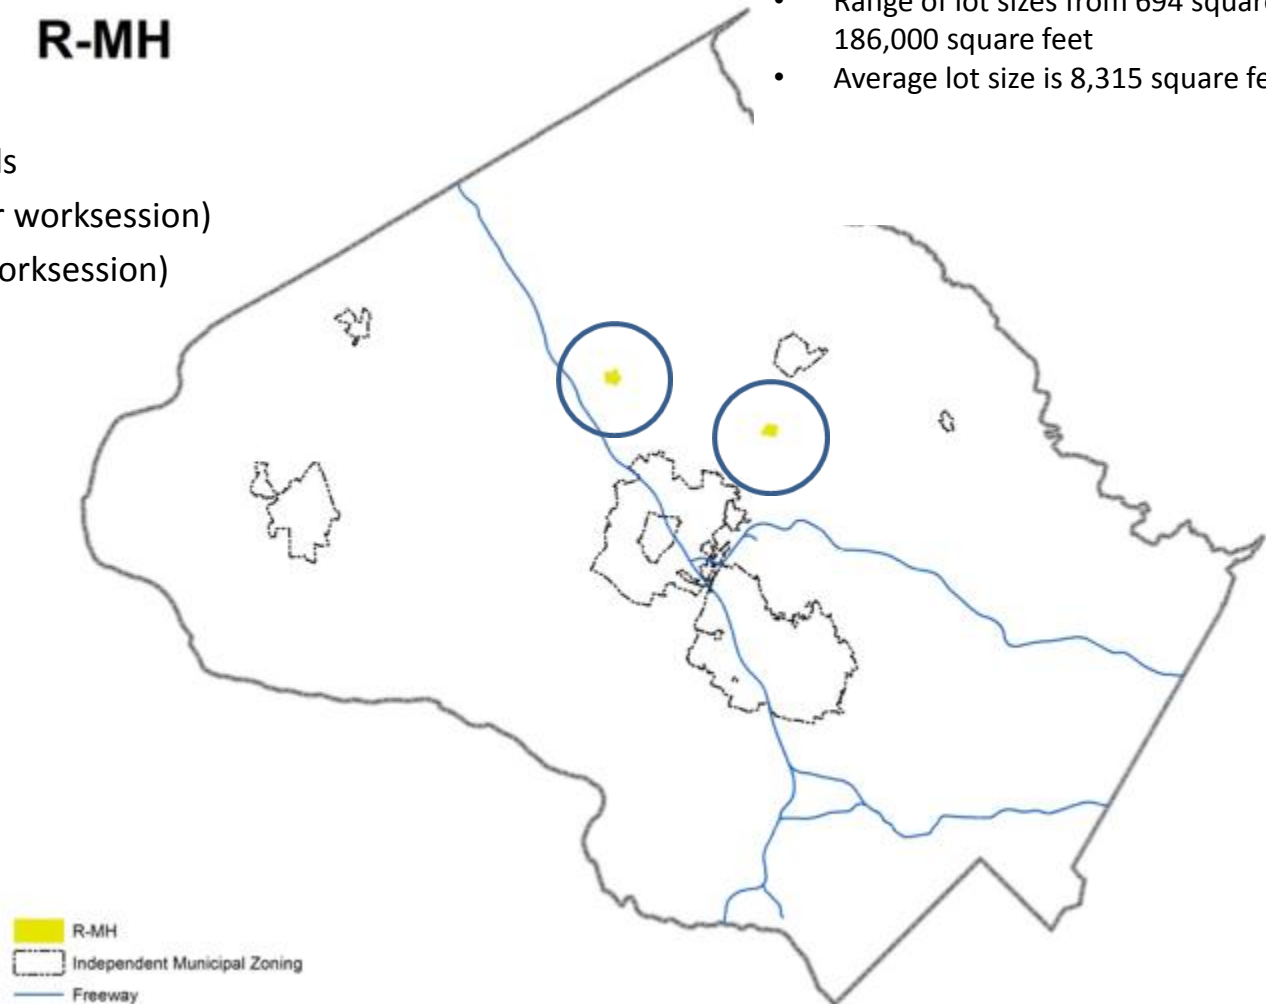 R-MH
Range of lot sizes from 694 square
186,000 square feet
• Average lot size is 8,315 square fe
ls
r worksession)
orksession)
R-MH
Independent Municipal Zoning
Freeway